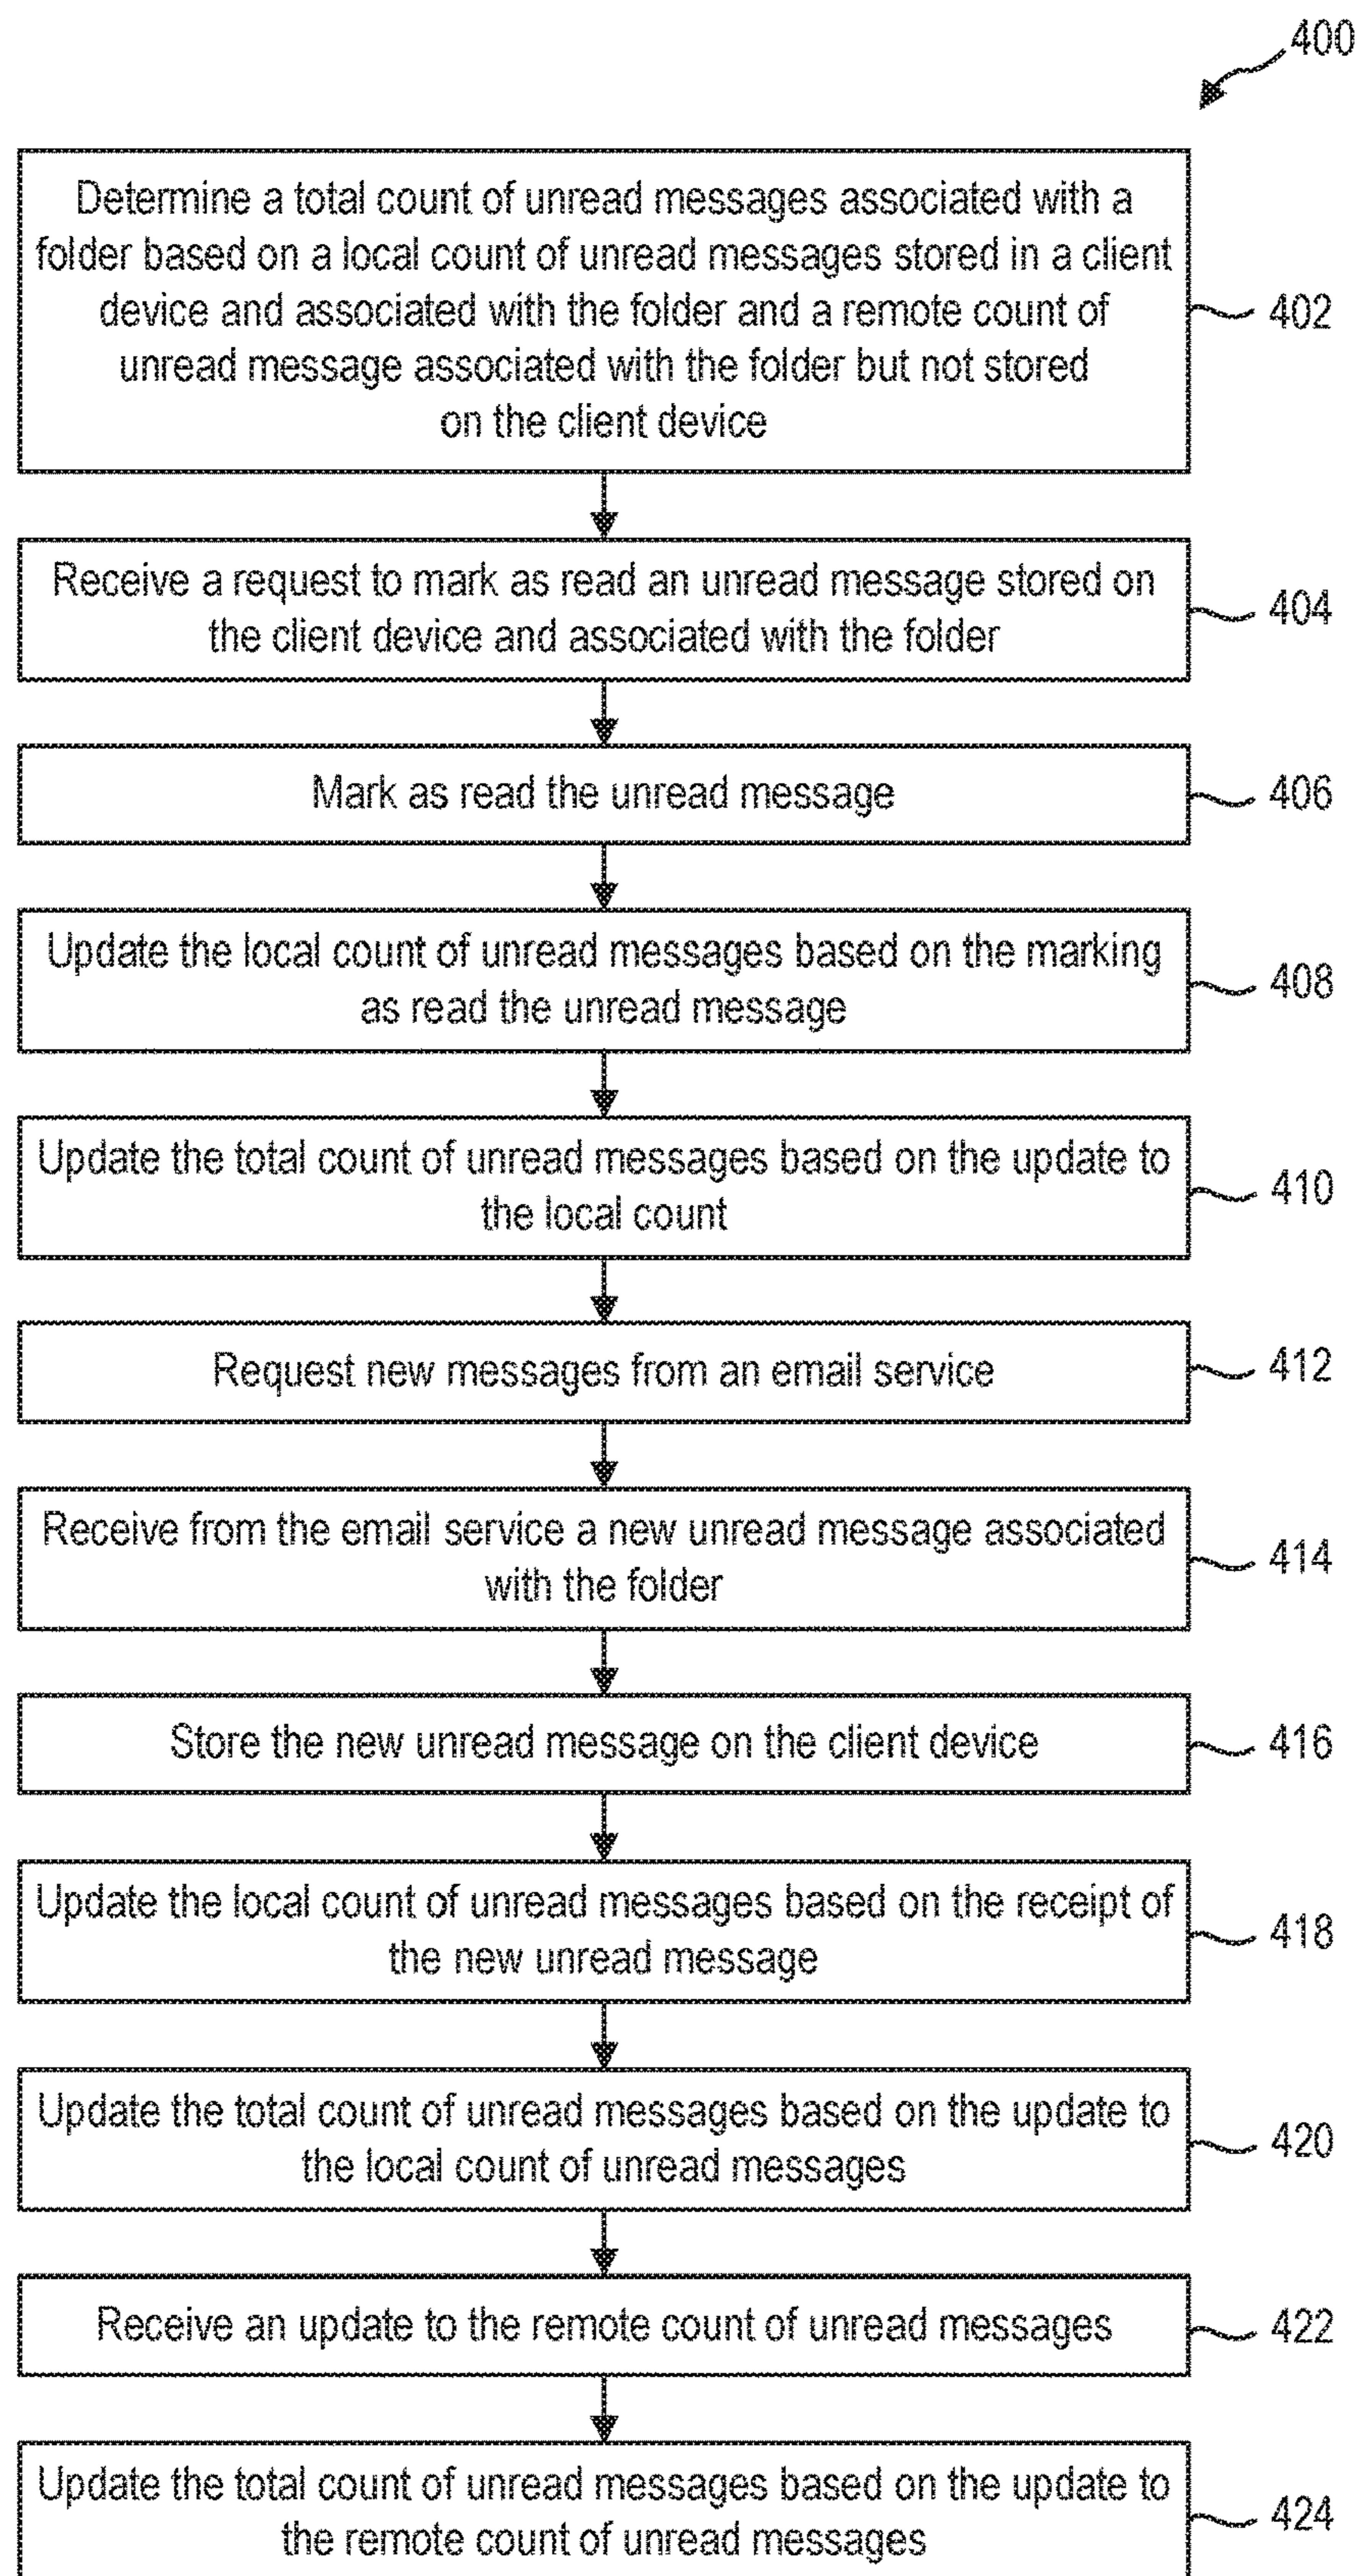 400
Determine a total count of unread messages associated with a
folder based on a local count of unread messages stored in a client
device and associated with the folder and a remote count of
unread message associated with the folder but not stored
on the client device
402
Receive a request to mark as read an unread message stored on
the client device and associated with the folder
404
Mark as read the unread message
406
Update the local count of unread messages based on the marking
as read the unread message
408
Update the total count of unread messages based on the update to
the local count
410
Request new messages from an email service
412
Receive from the email service a new unread message associated
with the folder
414
Store the new unread message on the client device
416
Update the local count of unread messages based on the receipt of
the new unread message
418
Update the total count of unread messages based on the update to
the local count of unread messages
420
Receive an update to the remote count of unread messages
422
Update the total count of unread messages based on the update to
the remote count of unread messages
424